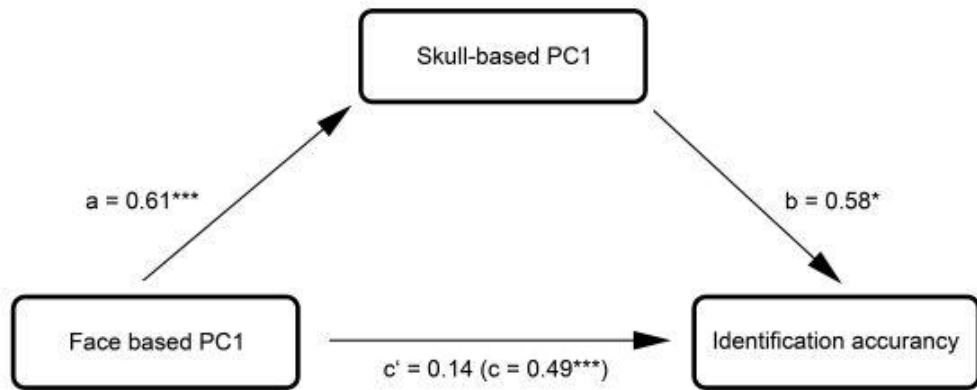 Skull-based PC1
a = 0.61***
b = 0.58*
Face based PC1
Identification accurancy
c‘ = 0.14 (c = 0.49***)